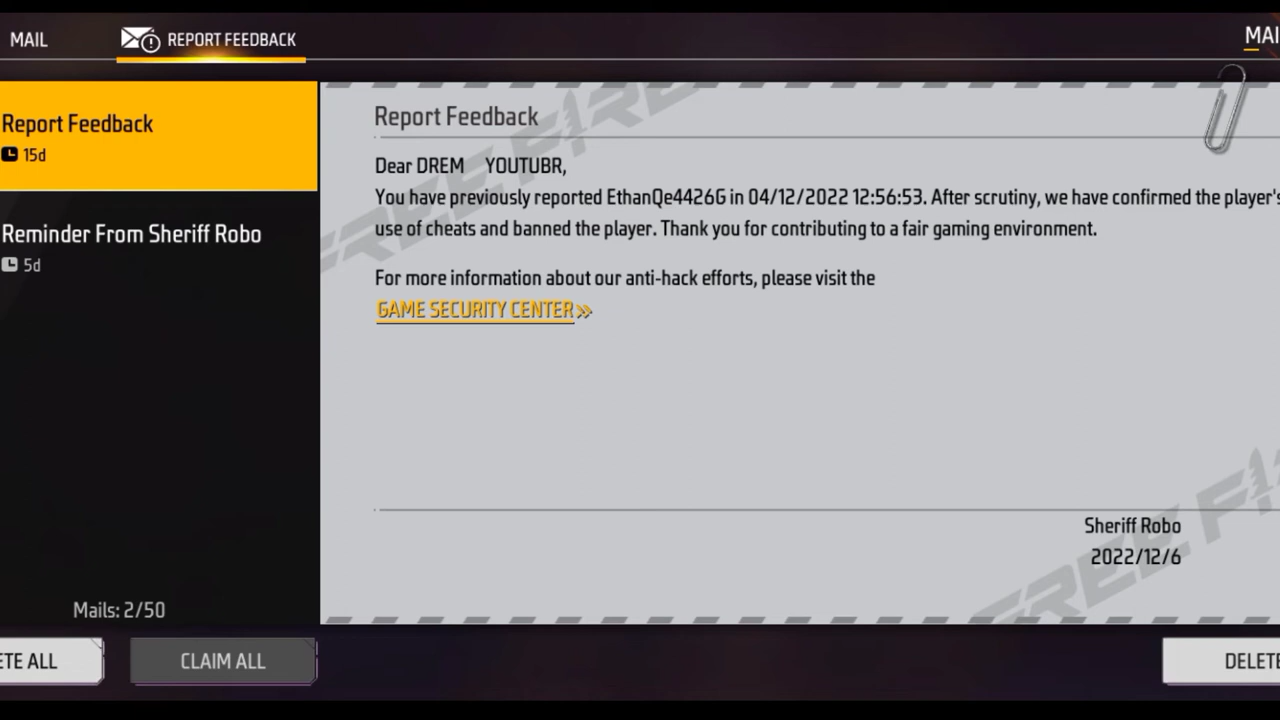 MAIL
REPORT FEEDBACK
MAI
Report Feedback
15d
Reminder From Sheriff Robo
5d
Mails: 2/50
ETE ALL
CLAIM ALL
Report Feedback
Dear DREM YOUTUBR,
You have previously reported EthanQe4426G in 04/12/2022 12:56:53. After scrutiny, we have confirmed the player's
use of cheats and banned the player. Thank you for contributing to a fair gaming environment.
For more information about our anti-hack efforts, please visit the
GAME SECURITY CENTER»
Sheriff Robo
2022/12/6
FREE FIRE
FREE FI
DELETE